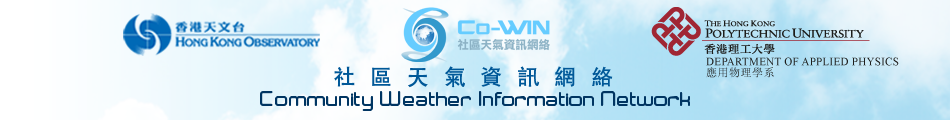 香港天文台
HONG KONG OBSERVATORY
Co-WIN
社區天氣資訊網絡
THE HONG KONG
POLYTECHNIC UNIVERSITY
香港理工大學
DEPARTMENT OF APPLIED PHYSICS
應用物理學系
社區天氣資訊網絡
Community Weather Information Network